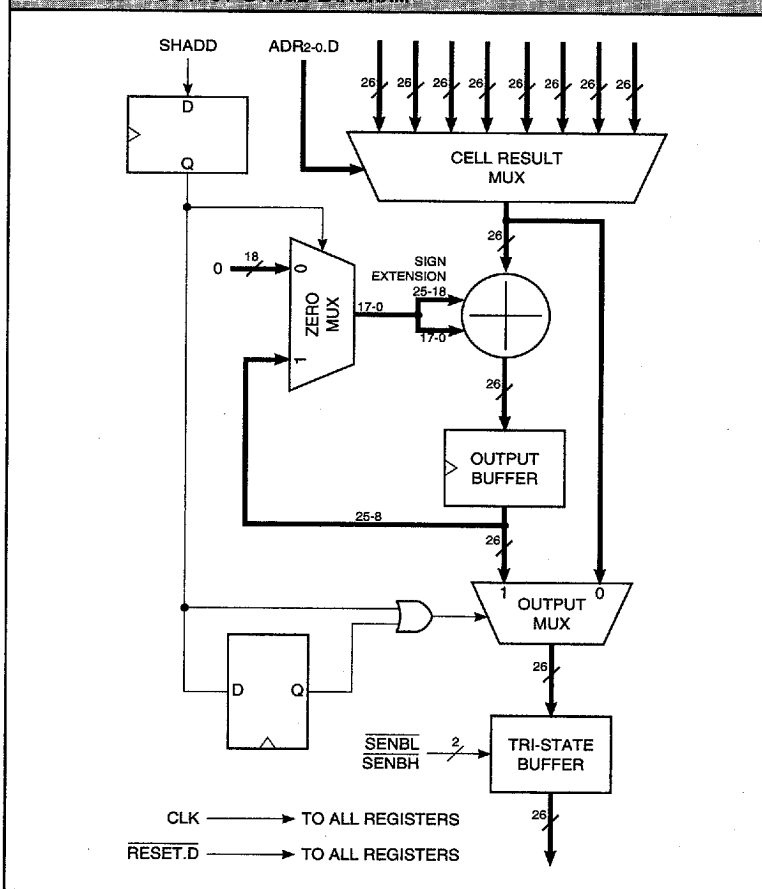 SHADD
ADR2-0.D
26 26 26 26 26 26 26 26
D
Q
CELL RESULT
MUX
26
0
18
0
ZERO
MUX
1
17-0
SIGN
EXTENSION
25-18
17-0
26
OUTPUT
BUFFER
25-8
26
1
0
OUTPUT
MUX
D
Q
26
SENBL
SENBH
2
TRI-STATE
BUFFER
26
CLK
TO ALL REGISTERS
RESET.D
TO ALL REGISTERS